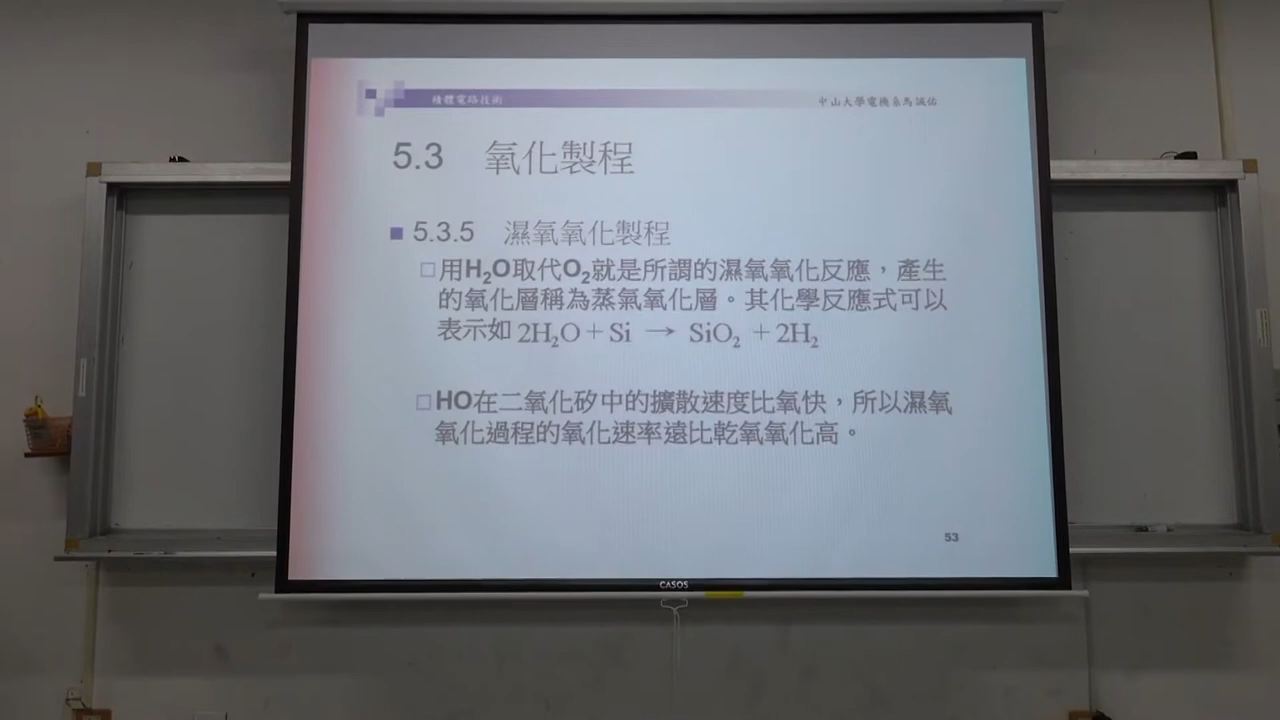 積體電路技術
中山大學電機系馬誠佑
5.3 氧化製程
5.3.5 濕氧氧化製程
用H₂O取代O₂就是所謂的濕氧氧化反應，產生
的氧化層稱為蒸氣氧化層。其化學反應式可以
表示如 2H₂O + Si → SiO₂ + 2H₂
HO在二氧化矽中的擴散速度比氧快，所以濕氧
氧化過程的氧化速率遠比乾氧氧化高。
53
CASOS